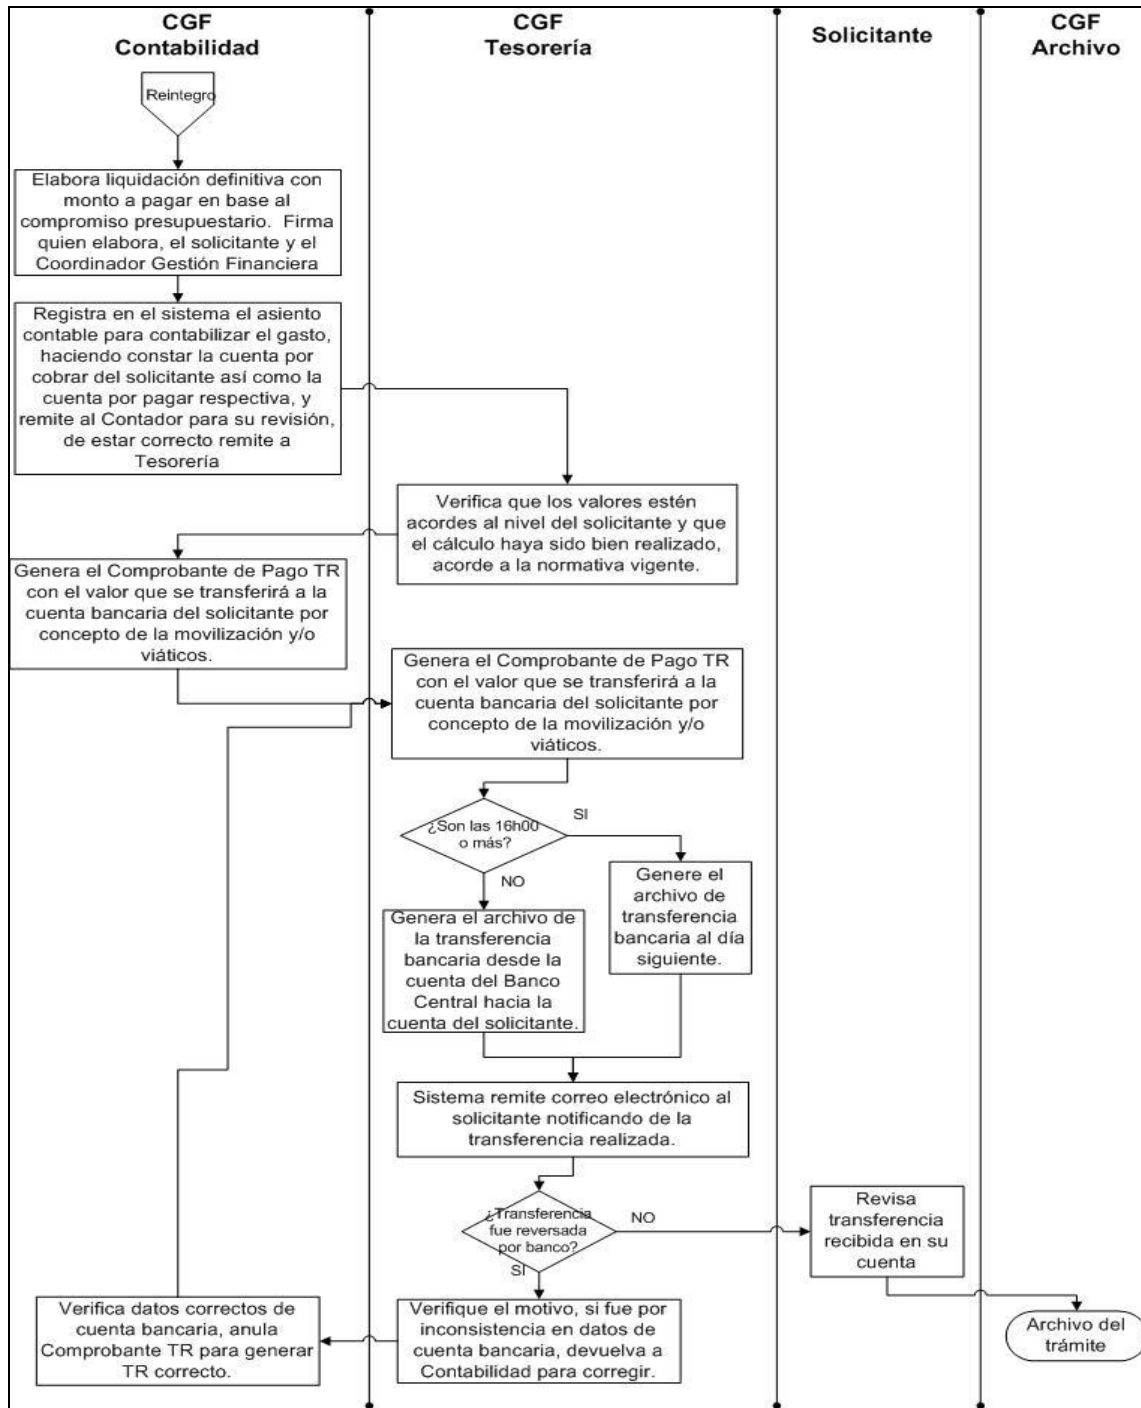 CGF
Contabilidad
CGF
Tesorería
Solicitante
CGF
Archivo
Reintegro
Elabora liquidación definitiva con
monto a pagar en base al
compromiso presupuestario. Firma
quien elabora, el solicitante y el
Coordinador Gestión Financiera
Registra en el sistema el asiento
contable para contabilizar el gasto,
haciendo constar la cuenta por
cobrar del solicitante así como la
cuenta por pagar respectiva, y
remite al Contador para su revisión,
de estar correcto remite a
Tesorería
Verifica que los valores estén
acordes al nivel del solicitante y que
el cálculo haya sido bien realizado,
acorde a la normativa vigente.
Genera el Comprobante de Pago TR
con el valor que se transferirá a la
cuenta bancaria del solicitante por
concepto de la movilización y/o
viáticos.
Genera el Comprobante de Pago TR
con el valor que se transferirá a la
cuenta bancaria del solicitante por
concepto de la movilización y/o
viáticos.
¿Son las 16h00
o más?
SI
NO
Genere el
archivo de
transferencia
bancaria al día
siguiente.
Genera el archivo de
la transferencia
bancaria desde la
cuenta del Banco
Central hacia la
cuenta del solicitante.
Sistema remite correo electrónico al
solicitante notificando de la
transferencia realizada.
¿Transferencia
fue reversada
por banco?
NO
SI
Revisa
transferencia
recibida en su
cuenta
Verifique el motivo, si fue por
inconsistencia en datos de
cuenta bancaria, devuelva a
Contabilidad para corregir.
Verifica datos correctos de
cuenta bancaria, anula
Comprobante TR para generar
TR correcto.
Archivo del
trámite